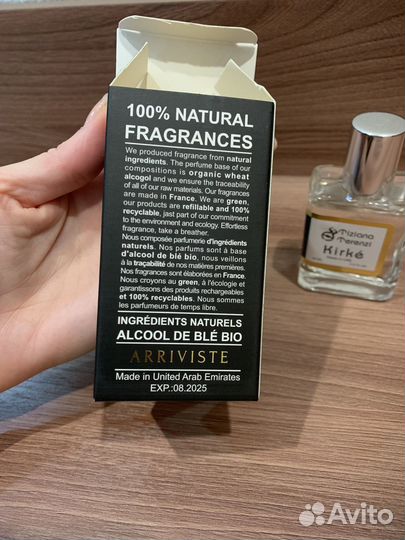 100% NATURAL
FRAGRANCES
We produced fragrance from natural
ingredients. The perfume base of our
compositions is organic wheat
alcogol and we ensure the traceability
of all of our raw materials. Our fragrances
are made in France. We are green,
our products are refillable and 100%
recyclable, jast part of our commitment
to the environment and ecology. Effortless
fragrance, take a breather.
Nous composée parfumerie d'ingrédients
naturels. Nos parfums sont à base
d'alcool de blé bio, nous veillons
à la traçabilité de nos matières premières.
Nos fragrances sont élaborées en France.
Nous croyons au green, à l'écologie et
garantissons des produits rechargeables
et 100% recyclables. Nous sommes
les parfumeurs de temps libre.
INGRÉDIENTS NATURELS
ALCOOL DE BLÉ BIO
ARRIVISTE
Made in United Arab Emirates
EXP.:08.2025
Tiziana
Terenzi
Kirké
Avito